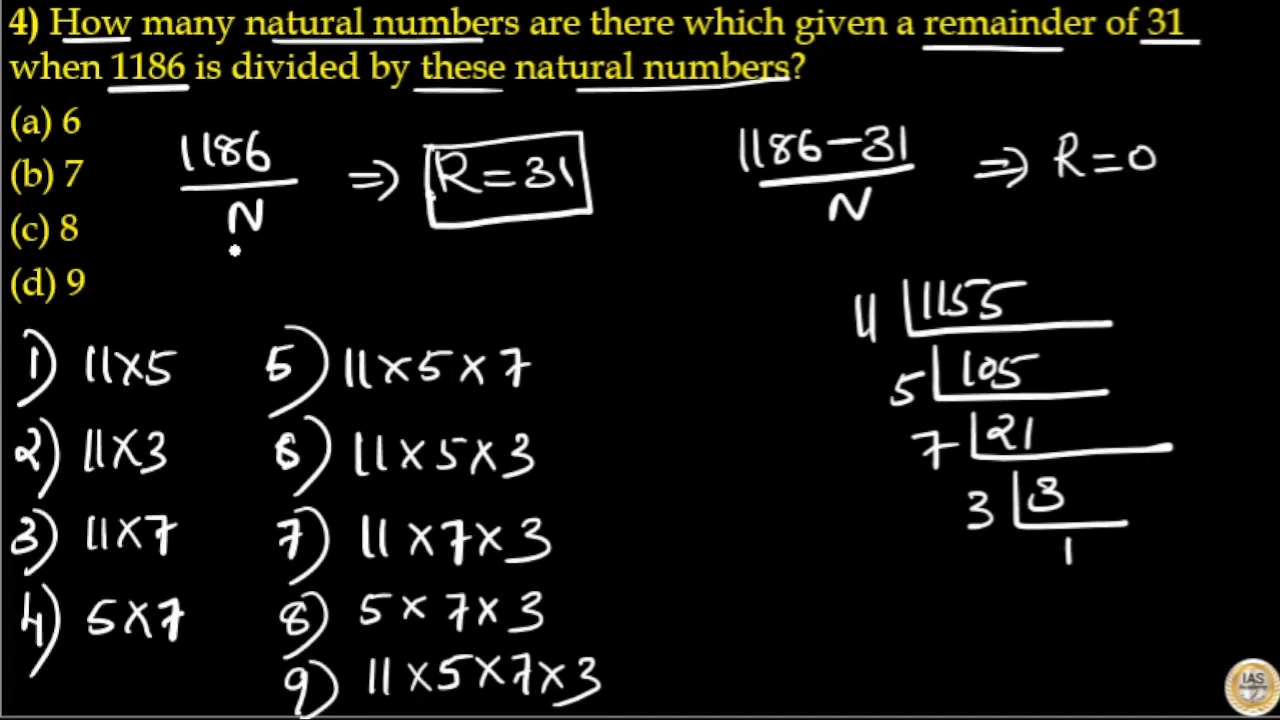 4) How many natural numbers are there which given a remainder of 31
when 1186 is divided by these natural numbers?
(a) 6
(b) 7
(c) 8
(d) 9
1186
N
=> R=31
1186-31
N
=> R=0
11 1155
5 105
7 21
3 3
1
1) 11×5
2) 11×3
3) 11×7
4) 5×7
5) 11×5×7
6) 11×5×3
7) 11×7×3
8) 5×7×3
9) 11×5×7×3
IAS